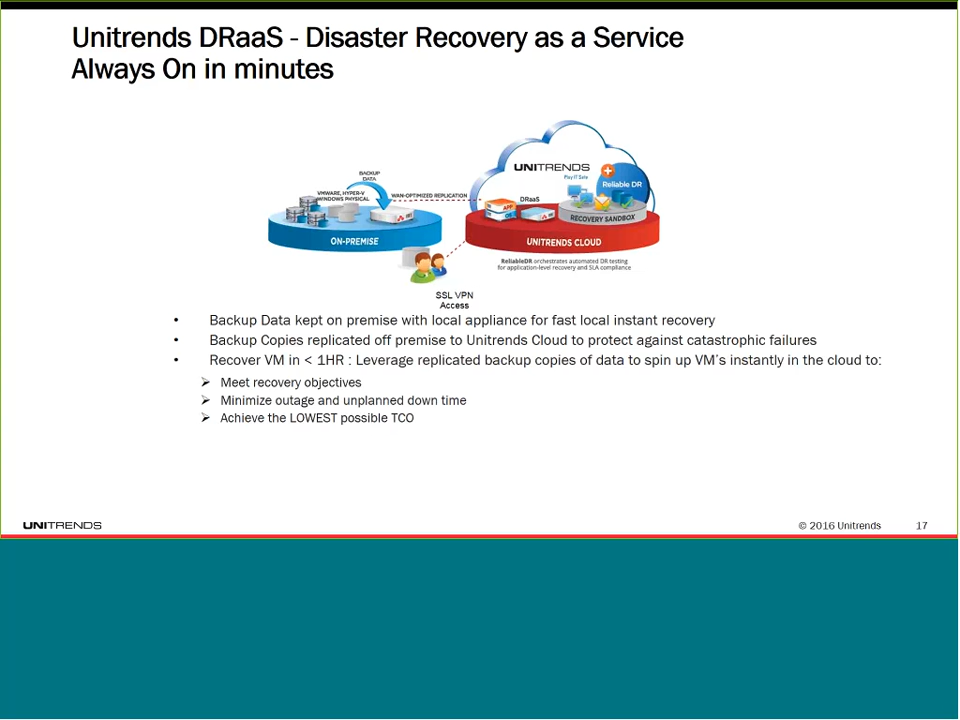 Unitrends DRaaS - Disaster Recovery as a Service
Always On in minutes
BACKUP
DATA
VMWARE, HYPER-V
WINDOWS PHYSICAL
WAN-OPTIMIZED REPLICATION
ON-PREMISE
UNITRENDS
Play IT Safe
Reliable DR
DRaaS
APP
OS
RECOVERY SANDBOX
UNITRENDS CLOUD
ReliableDR orchestrates automated DR testing
for application-level recovery and SLA compliance
SSL VPN
Access
• Backup Data kept on premise with local appliance for fast local instant recovery
• Backup Copies replicated off premise to Unitrends Cloud to protect against catastrophic failures
• Recover VM in < 1HR : Leverage replicated backup copies of data to spin up VM's instantly in the cloud to:
➢ Meet recovery objectives
➢ Minimize outage and unplanned down time
➢ Achieve the LOWEST possible TCO
UNITRENDS
© 2016 Unitrends
17